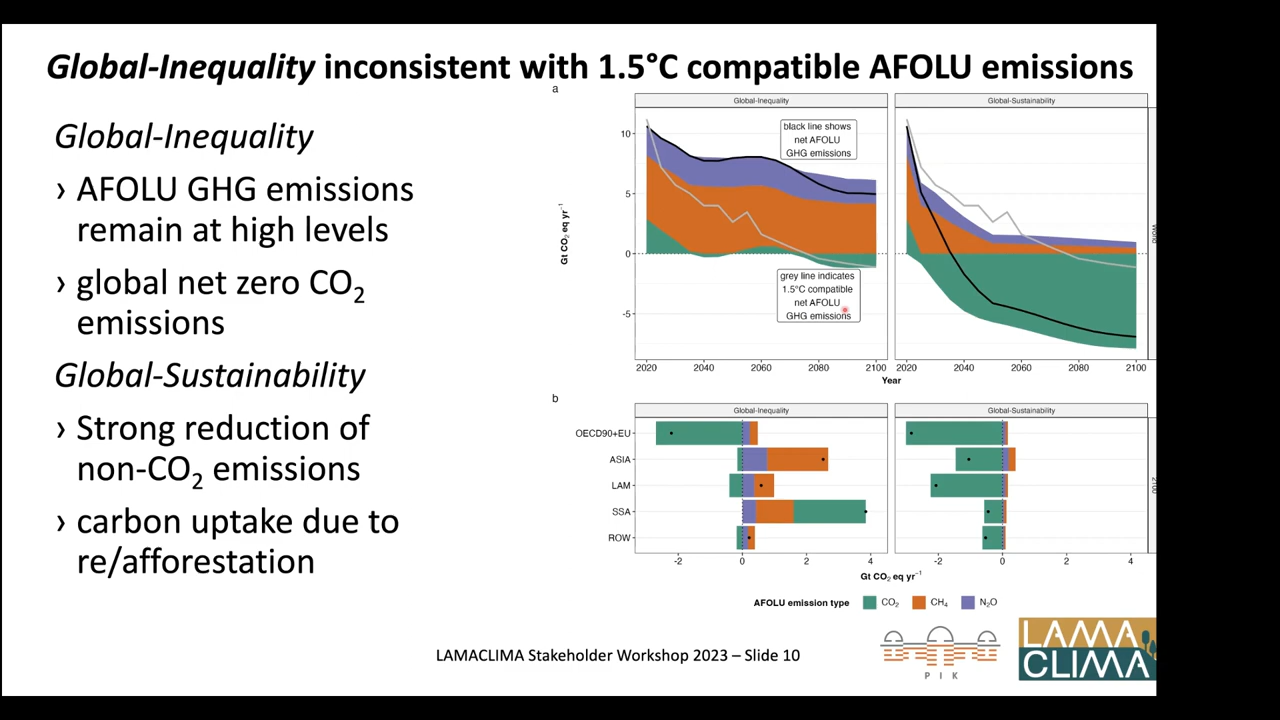 Global-Inequality inconsistent with 1.5°C compatible AFOLU emissions
Global-Inequality
› AFOLU GHG emissions
remain at high levels
› global net zero CO₂
emissions
Global-Sustainability
› Strong reduction of
non-CO₂ emissions
› carbon uptake due to
re/afforestation
a
Global-Inequality
Global-Sustainability
black line shows
net AFOLU
GHG emissions
grey line indicates
1.5°C compatible
net AFOLU
GHG emissions
Gt CO₂ eq yr⁻¹
10
5
0
-5
2020 2040 2060 2080 2100
2020 2040 2060 2080 2100
Year
b
Global-Inequality
Global-Sustainability
OECD90+EU
ASIA
LAM
SSA
ROW
2100
-2 0 2 4
-2 0 2 4
Gt CO₂ eq yr⁻¹
AFOLU emission type CO₂ CH₄ N₂O
LAMACLIMA Stakeholder Workshop 2023 – Slide 10
PIK
LAMA
CLIMA